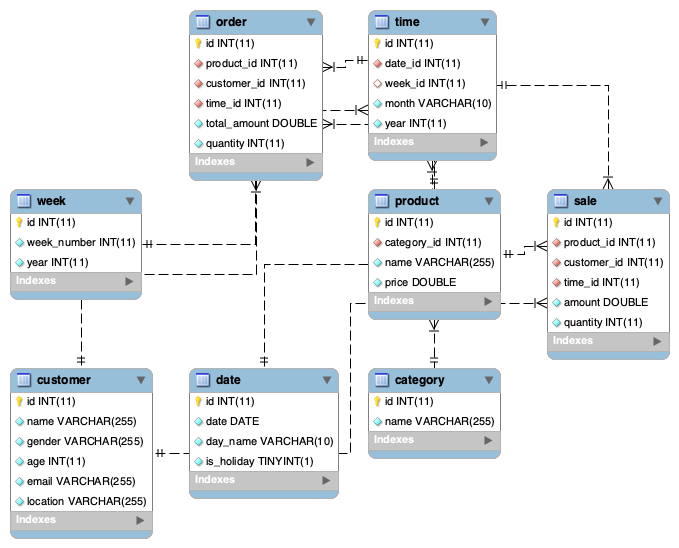 order
id INT(11)
product_id INT(11)
customer_id INT(11)
time_id INT(11)
total_amount DOUBLE
quantity INT(11)
Indexes
time
id INT(11)
date_id INT(11)
week_id INT(11)
month VARCHAR(10)
year INT(11)
Indexes
week
id INT(11)
week_number INT(11)
year INT(11)
Indexes
product
id INT(11)
category_id INT(11)
name VARCHAR(255)
price DOUBLE
Indexes
sale
id INT(11)
product_id INT(11)
customer_id INT(11)
time_id INT(11)
amount DOUBLE
quantity INT(11)
Indexes
customer
id INT(11)
name VARCHAR(255)
gender VARCHAR(255)
age INT(11)
email VARCHAR(255)
location VARCHAR(255)
Indexes
date
id INT(11)
date DATE
day_name VARCHAR(10)
is_holiday TINYINT(1)
Indexes
category
id INT(11)
name VARCHAR(255)
Indexes